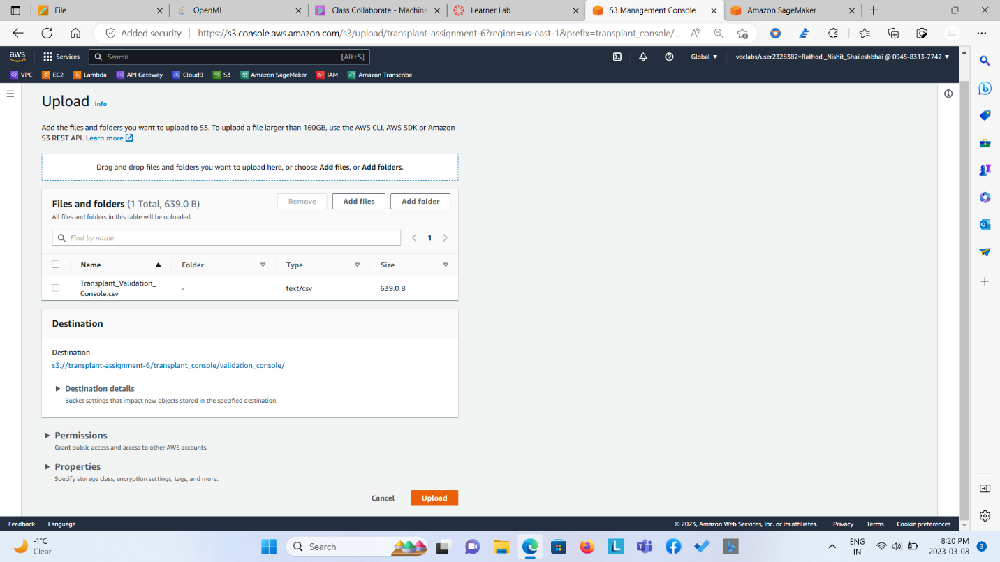 File
OpenML
Class Collaborate - Machine
Learner Lab
S3 Management Console
Amazon SageMaker
Added security
https://s3.console.aws.amazon.com/s3/upload/transplant-assignment-6?region=us-east-1&prefix=transplant_console/...
aws
Services
Search
[Alt+S]
Global
voclabs/user2328382=Rathod,_Nishit_Shaileshbhai @ 0945-8313-7742
VPC
EC2
Lambda
API Gateway
Cloud9
S3
Amazon SageMaker
IAM
Amazon Transcribe
Upload Info
Add the files and folders you want to upload to S3. To upload a file larger than 160GB, use the AWS CLI, AWS SDK or Amazon
S3 REST API. Learn more
Drag and drop files and folders you want to upload here, or choose Add files, or Add folders.
Files and folders (1 Total, 639.0 B)
Remove
Add files
Add folder
All files and folders in this table will be uploaded.
Find by name
1
Name
Folder
Type
Size
Transplant_Validation_
Console.csv
-
text/csv
639.0 B
Destination
Destination
s3://transplant-assignment-6/transplant_console/validation_console/
Destination details
Bucket settings that impact new objects stored in the specified destination.
Permissions
Grant public access and access to other AWS accounts.
Properties
Specify storage class, encryption settings, tags, and more.
Cancel
Upload
Feedback
Language
© 2023, Amazon Web Services, Inc. or its affiliates.
Privacy
Terms
Cookie preferences
-1°C
Clear
Search
ENG
IN
8:20 PM
2023-03-08
3